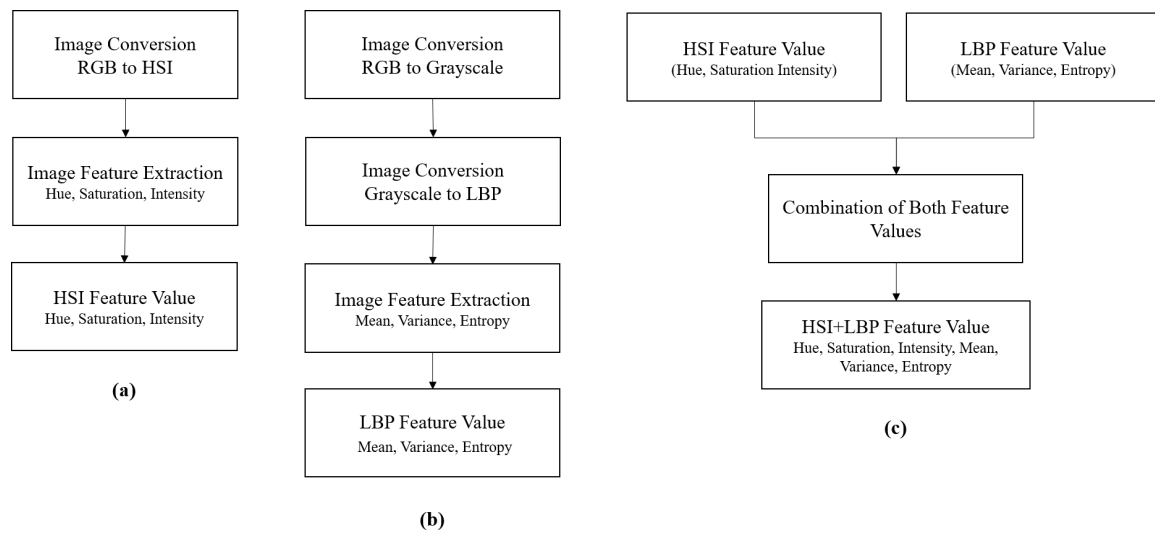 Image Conversion
RGB to HSI
Image Feature Extraction
Hue, Saturation, Intensity
HSI Feature Value
Hue, Saturation, Intensity
(a)
Image Conversion
RGB to Grayscale
Image Conversion
Grayscale to LBP
Image Feature Extraction
Mean, Variance, Entropy
LBP Feature Value
Mean, Variance, Entropy
(b)
HSI Feature Value
(Hue, Saturation Intensity)
LBP Feature Value
(Mean, Variance, Entropy)
Combination of Both Feature
Values
HSI+LBP Feature Value
Hue, Saturation, Intensity, Mean,
Variance, Entropy
(c)